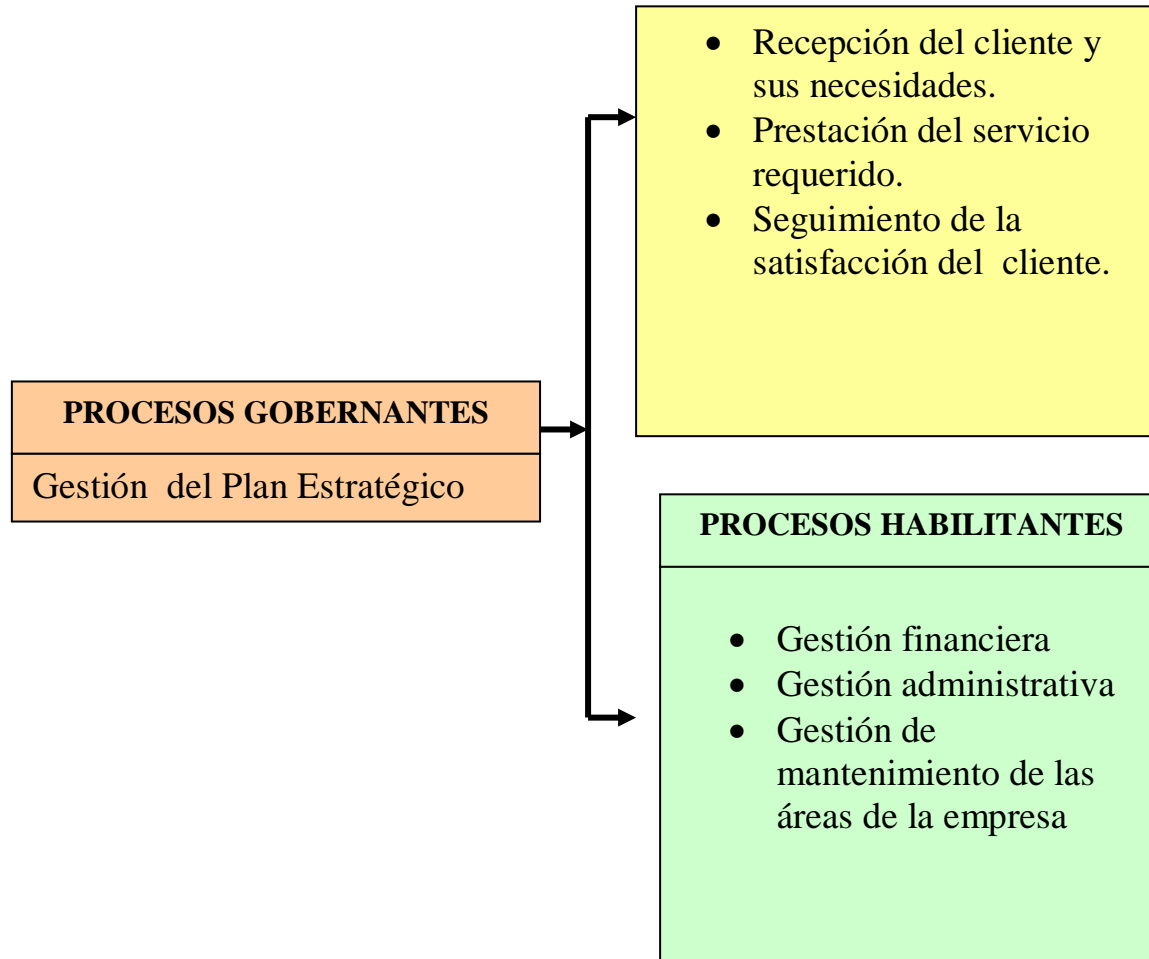 • Recepción del cliente y
sus necesidades.
• Prestación del servicio
requerido.
• Seguimiento de la
satisfacción del cliente.
PROCESOS GOBERNANTES
Gestión del Plan Estratégico
PROCESOS HABILITANTES
• Gestión financiera
• Gestión administrativa
• Gestión de
mantenimiento de las
áreas de la empresa